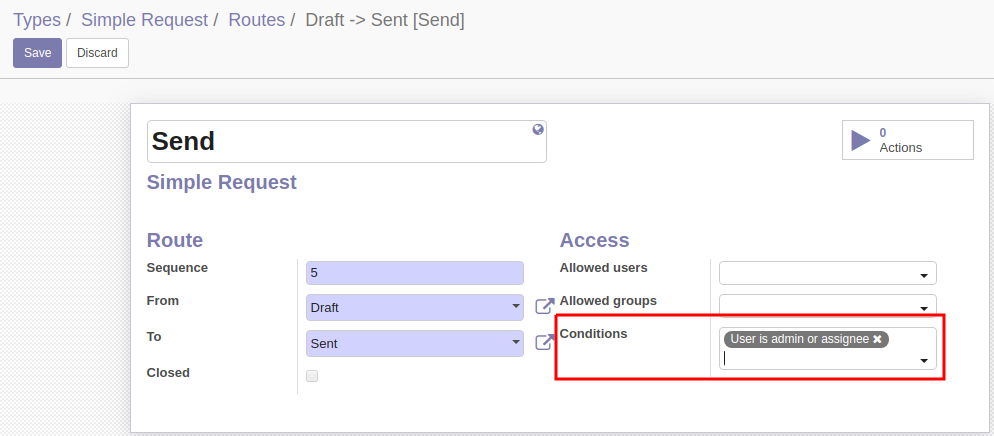 Types / Simple Request / Routes / Draft -> Sent [Send]
Save Discard
Send
0
Actions
Simple Request
Route
Sequence 5
From Draft
To Sent
Closed
Access
Allowed users
Allowed groups
Conditions User is admin or assignee ✖